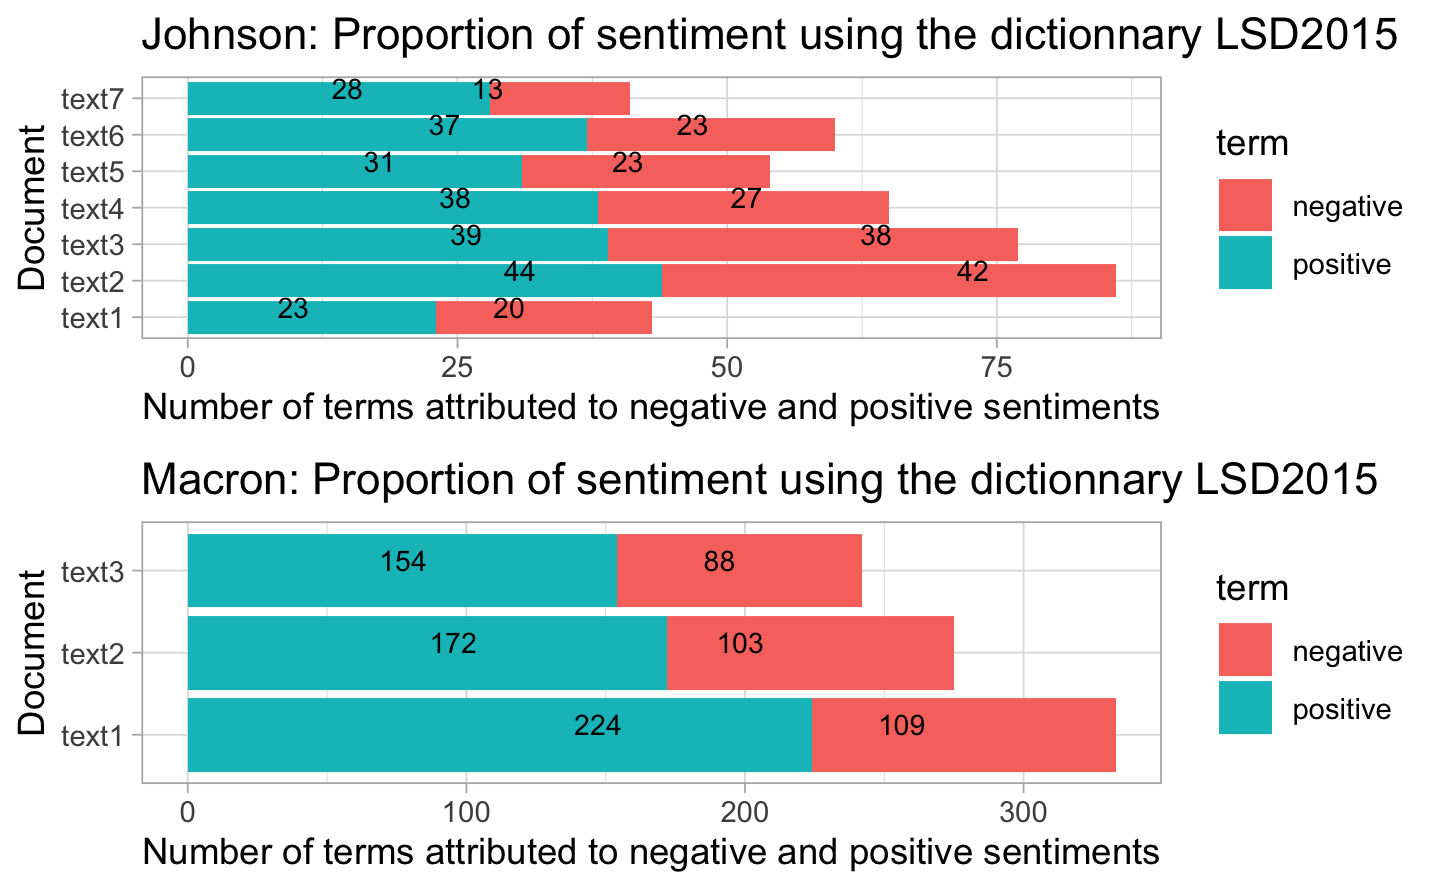 Johnson: Proportion of sentiment using the dictionnary LSD2015
Document
text7 28 13
text6 37 23
text5 31 23
text4 38 27
text3 39 38
text2 44 42
text1 23 20
0 25 50 75
Number of terms attributed to negative and positive sentiments
term
negative
positive
Macron: Proportion of sentiment using the dictionnary LSD2015
Document
text3 154 88
text2 172 103
text1 224 109
0 100 200 300
Number of terms attributed to negative and positive sentiments
term
negative
positive